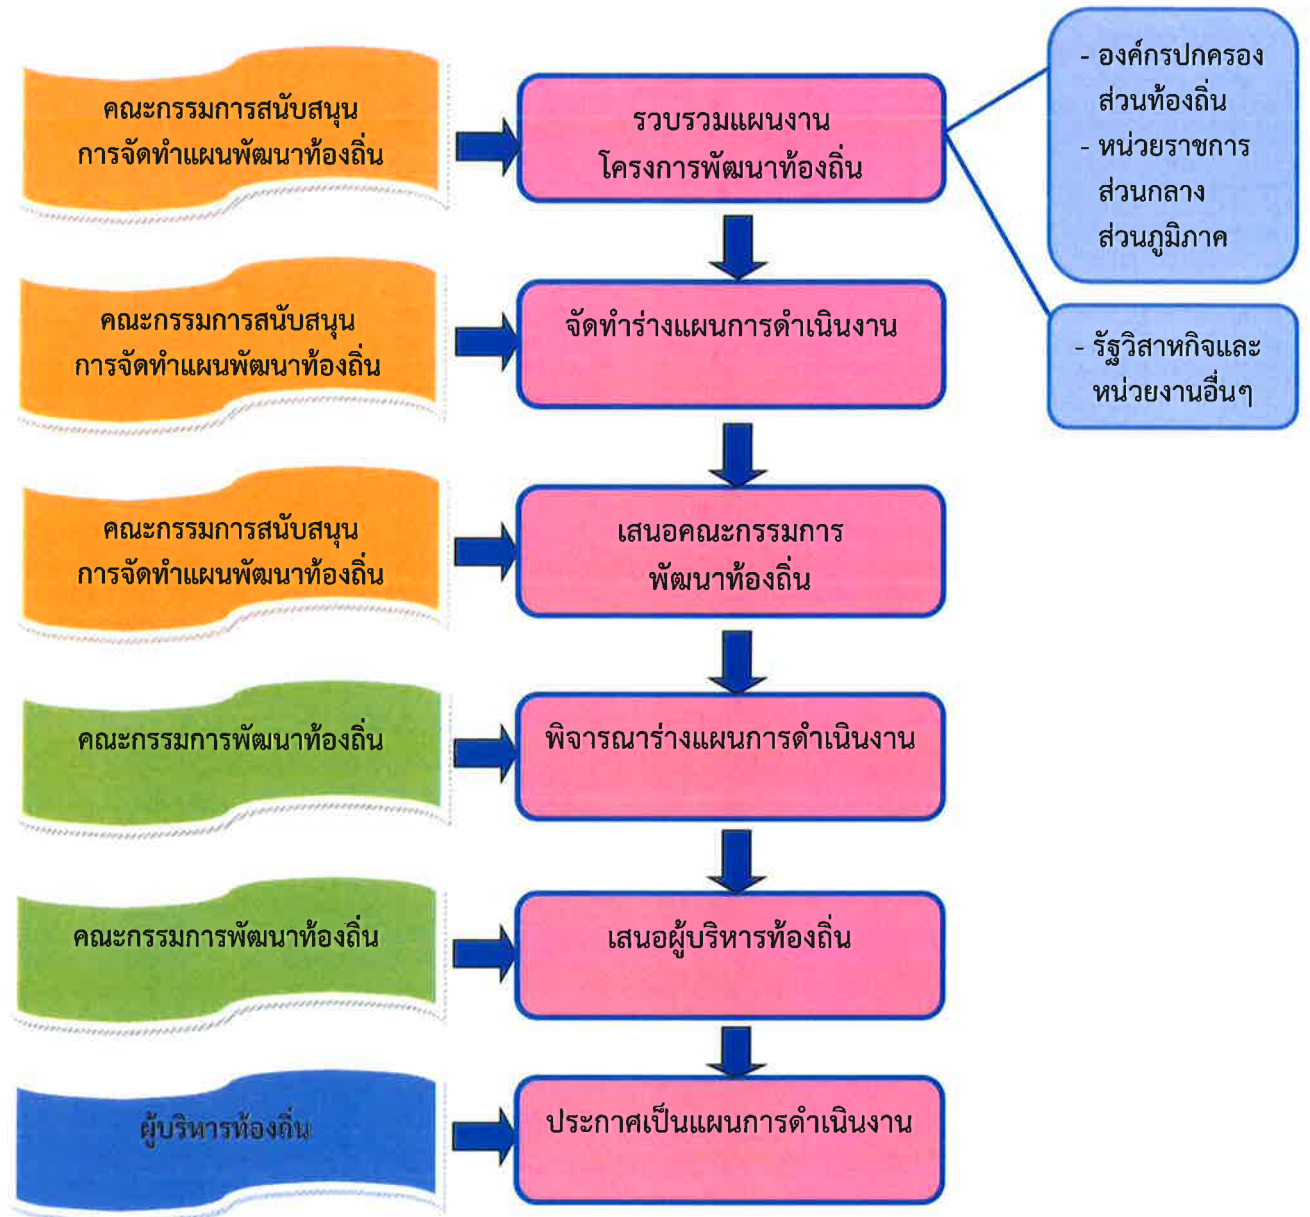 คณะกรรมการสนับสนุน
การจัดทำแผนพัฒนาท้องถิ่น
รวบรวมแผนงาน
โครงการพัฒนาท้องถิ่น
- องค์กรปกครอง
ส่วนท้องถิ่น
- หน่วยราชการ
ส่วนกลาง
ส่วนภูมิภาค
- รัฐวิสาหกิจและ
หน่วยงานอื่นๆ
คณะกรรมการสนับสนุน
การจัดทำแผนพัฒนาท้องถิ่น
จัดทำร่างแผนการดำเนินงาน
คณะกรรมการสนับสนุน
การจัดทำแผนพัฒนาท้องถิ่น
เสนอคณะกรรมการ
พัฒนาท้องถิ่น
คณะกรรมการพัฒนาท้องถิ่น
พิจารณาร่างแผนการดำเนินงาน
คณะกรรมการพัฒนาท้องถิ่น
เสนอผู้บริหารท้องถิ่น
ผู้บริหารท้องถิ่น
ประกาศเป็นแผนการดำเนินงาน